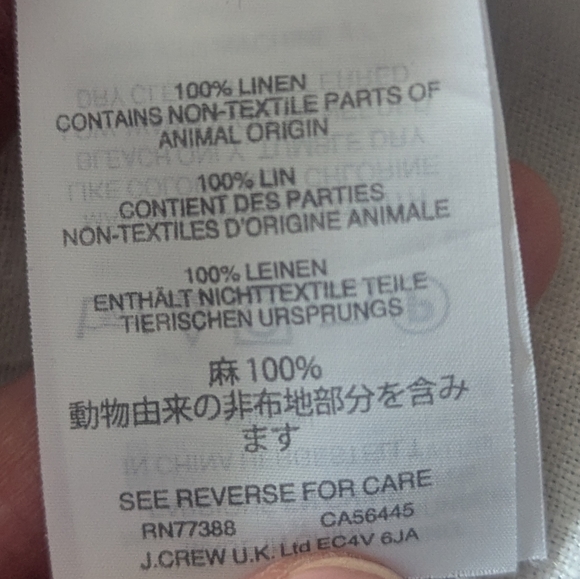 100% LINEN
CONTAINS NON-TEXTILE PARTS OF
ANIMAL ORIGIN
100% LIN
CONTIENT DES PARTIES
NON-TEXTILES D'ORIGINE ANIMALE
100% LEINEN
ENTHÄLT NICHTTEXTILE TEILE
TIERISCHEN URSPRUNGS
麻 100%
動物由来の非布地部分を含み
ます
SEE REVERSE FOR CARE
RN77388 CA56445
J.CREW U.K. Ltd EC4V 6JA